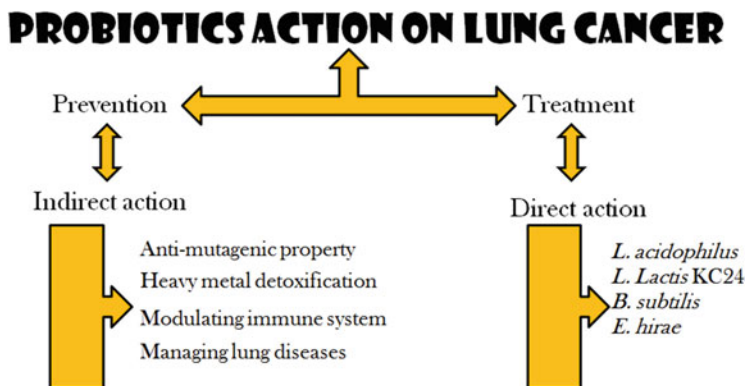 PROBIOTICS ACTION ON LUNG CANCER
Prevention
Treatment
Indirect action
Direct action
Anti-mutagenic property
Heavy metal detoxification
Modulating immune system
Managing lung diseases
L. acidophilus
L. Lactis KC24
B. subtilis
E. hirae